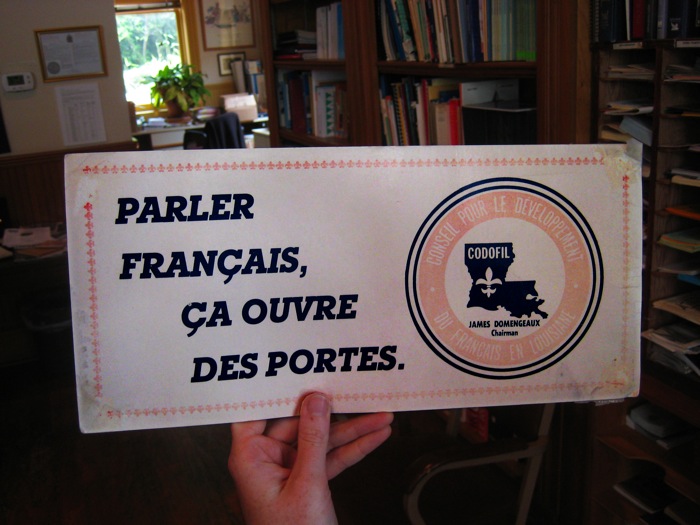 PARLER
FRANÇAIS,
ÇA OUVRE
DES PORTES.
CONSEIL POUR LE DÉVELOPPEMENT
DU FRANÇAIS EN LOUISIANE
CODOFIL
JAMES DOMENGEAUX
Chairman